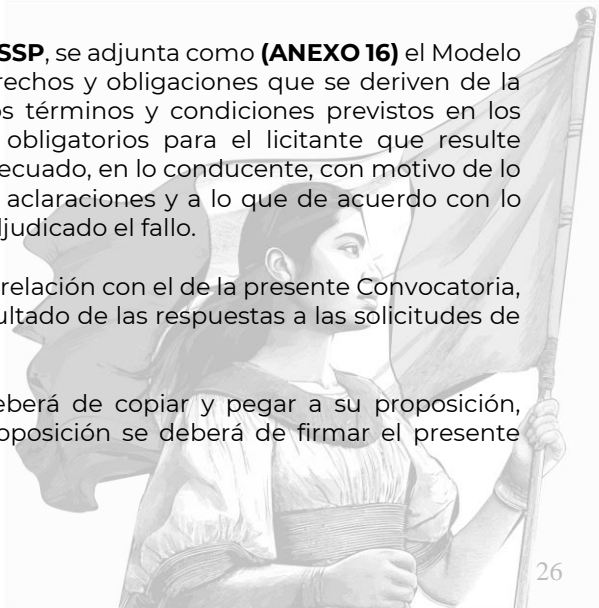 SSP, se adjunta como (ANEXO 16) el Modelo
rechos y obligaciones que se deriven de la
s términos y condiciones previstos en los
obligatorios para el licitante que resulte
ecuado, en lo conducente, con motivo de lo
aclaraciones y a lo que de acuerdo con lo
judicado el fallo.
relación con el de la presente Convocatoria,
ultado de las respuestas a las solicitudes de
eberá de copiar y pegar a su proposición,
oposición se deberá de firmar el presente
26